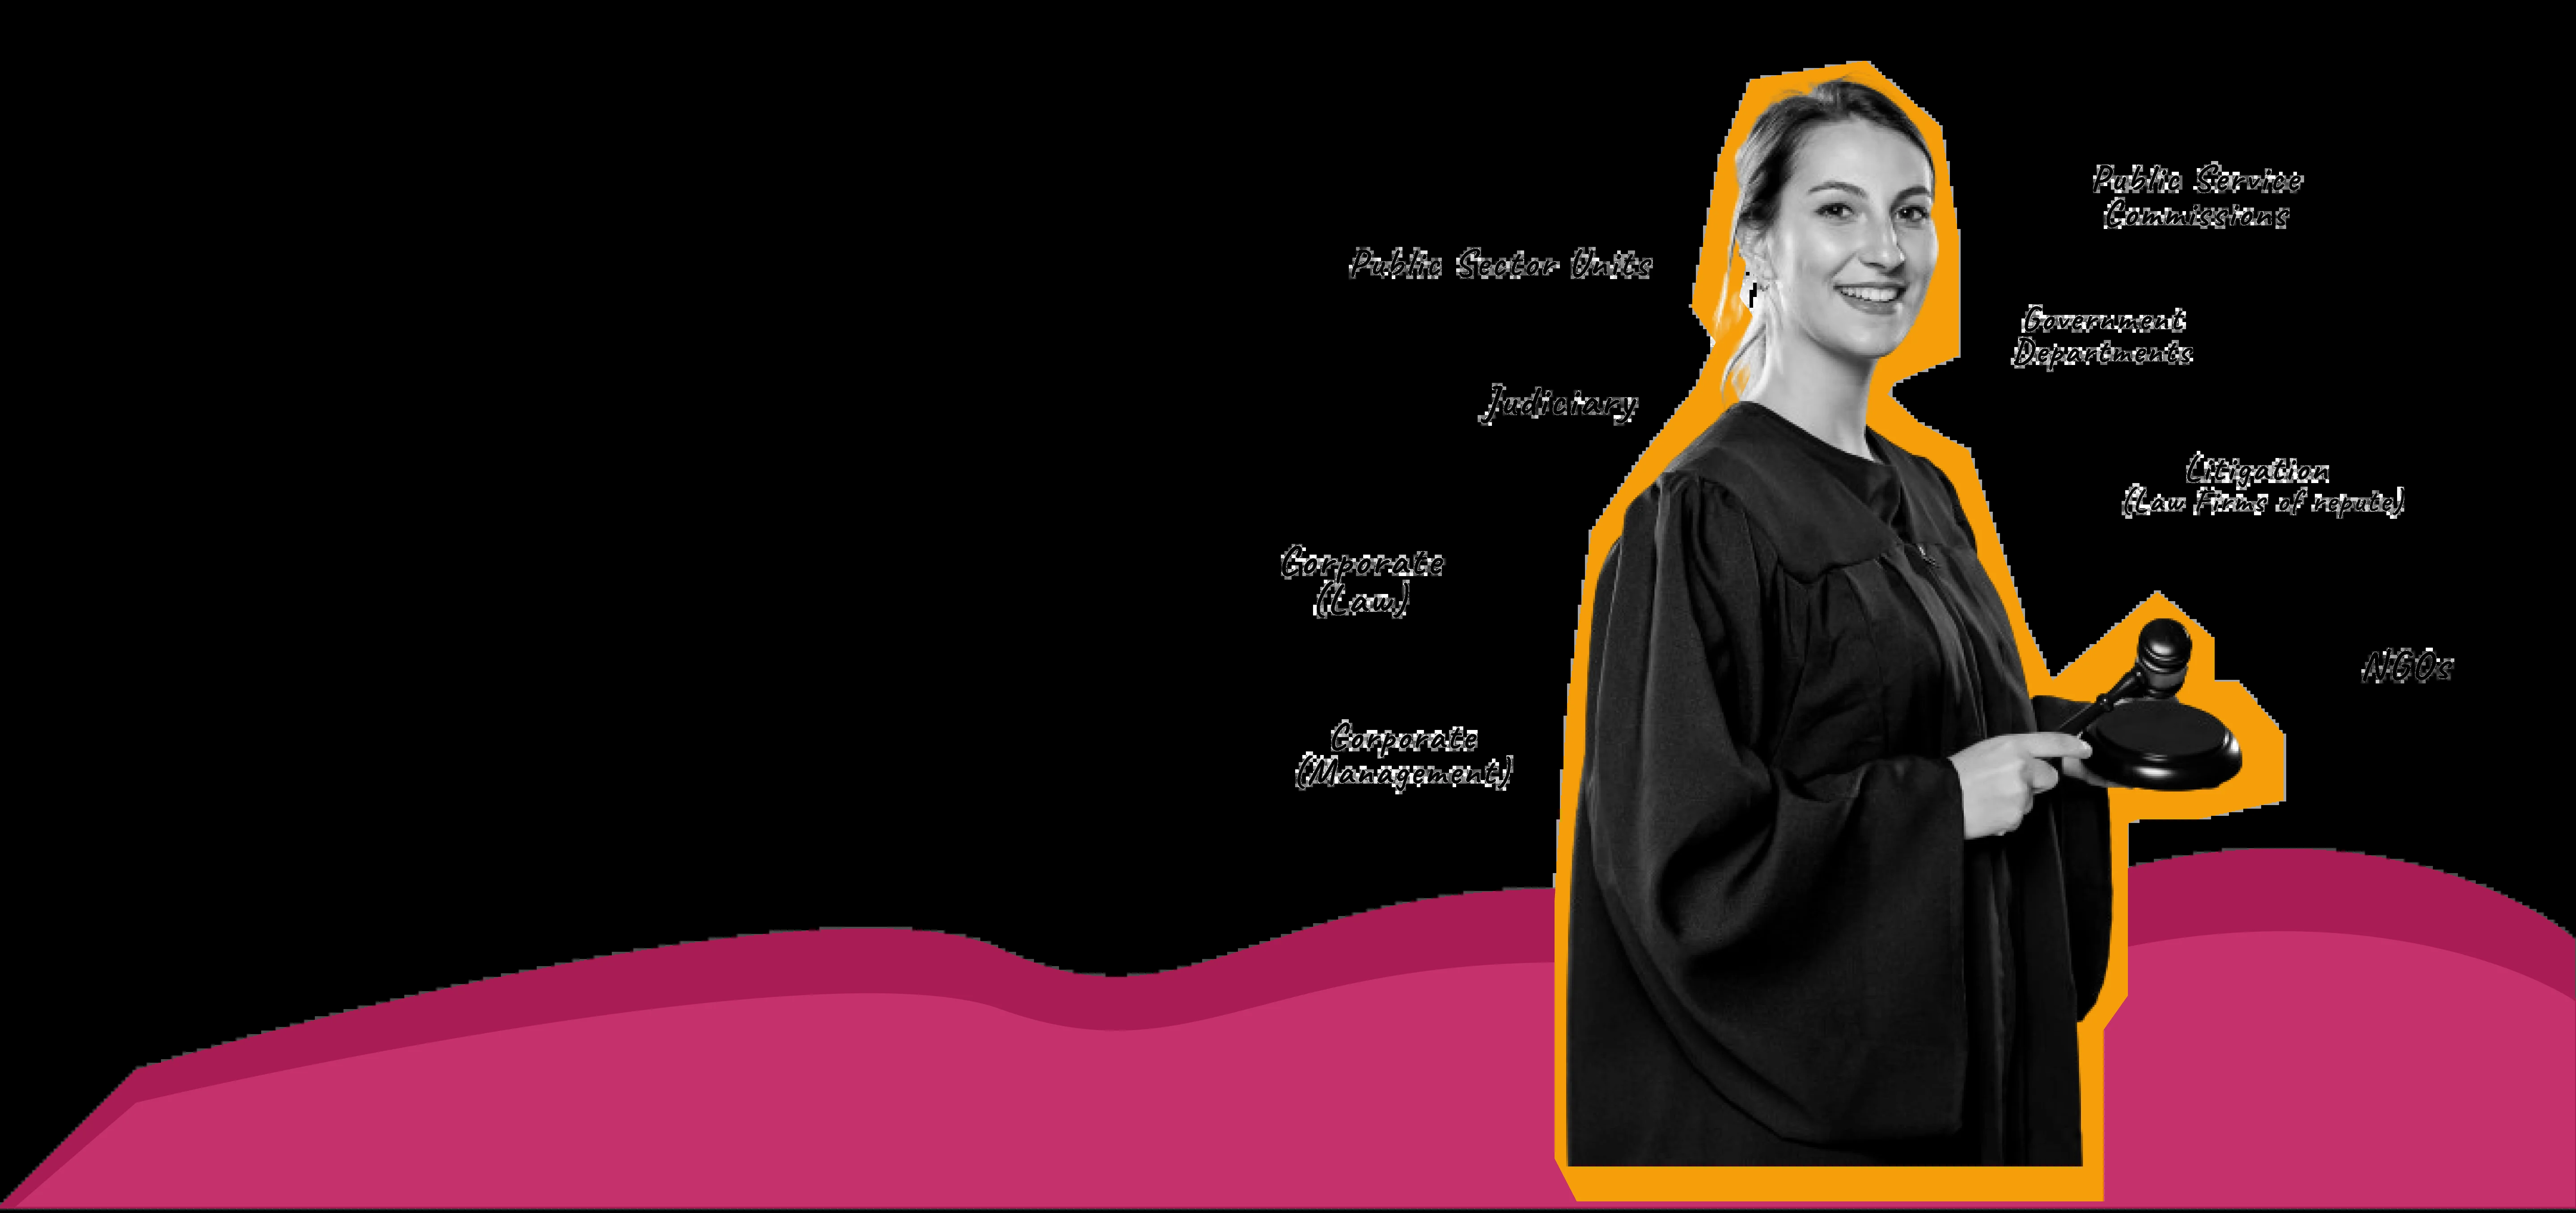 Public Service
Commissions
Public Sector Units
Government
Departments
Judiciary
Litigation
(Law Firms of repute)
Corporate
(Law)
NGOs
Corporate
(Management)